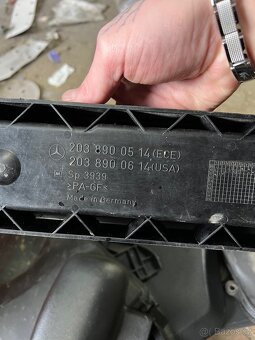 203 890 05 14 (ECE)
203 890 06 14 (USA)
Sp 3939
>PA-GF<
Made in Germany